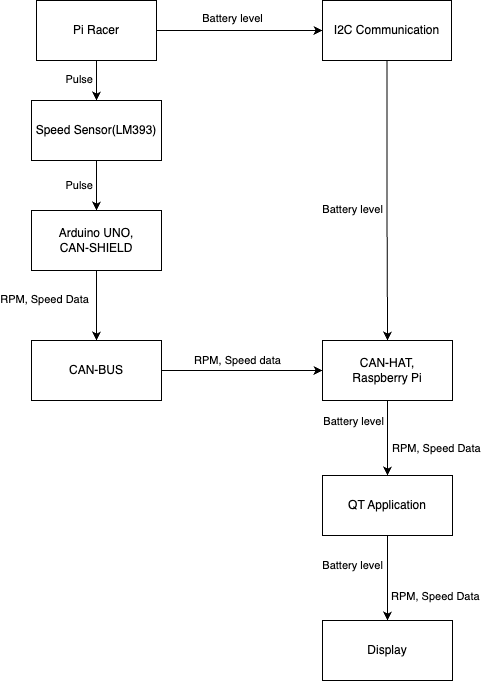 Pi Racer
Battery level
I2C Communication
Pulse
Speed Sensor(LM393)
Pulse
Battery level
Arduino UNO,
CAN-SHIELD
RPM, Speed Data
CAN-BUS
RPM, Speed data
CAN-HAT,
Raspberry Pi
Battery level
RPM, Speed Data
QT Application
Battery level
RPM, Speed Data
Display